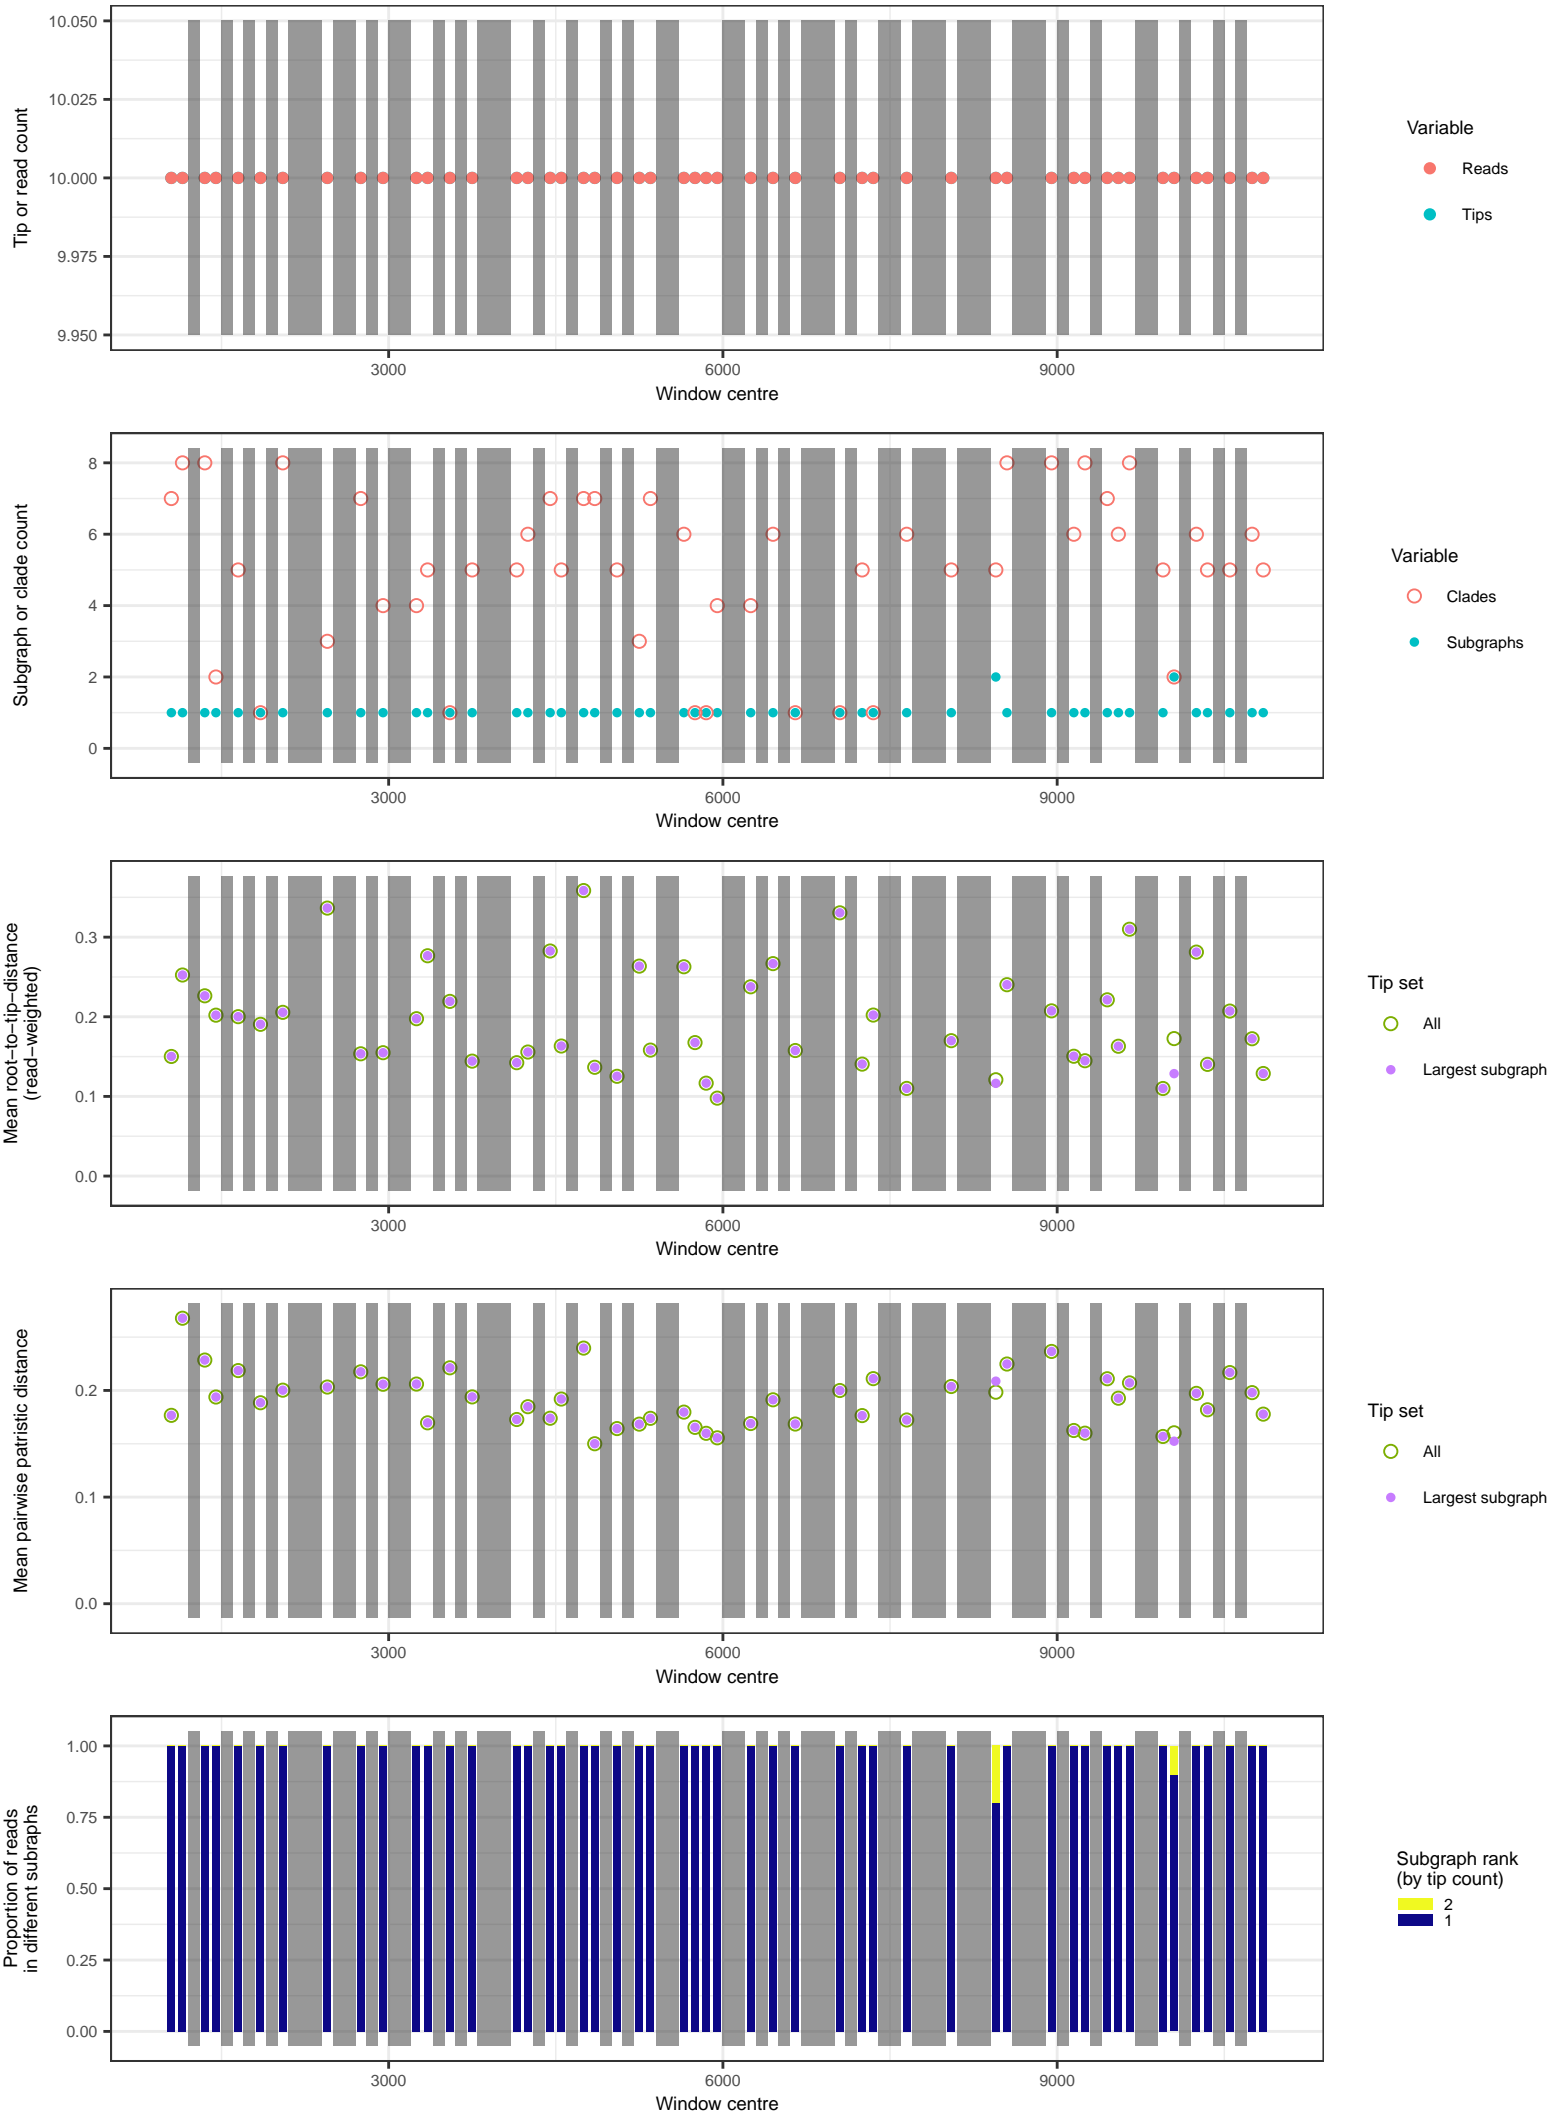 Tip or read count
10.050
10.025
10.000
9.975
9.950
3000 6000 9000
Window centre
Variable
Reads
Tips
Subgraph or clade count
8
6
4
2
0
3000 6000 9000
Window centre
Variable
Clades
Subgraphs
Mean root−to−tip−distance
(read−weighted)
0.3
0.2
0.1
0.0
3000 6000 9000
Window centre
Tip set
All
Largest subgraph
Mean pairwise patristic distance
0.2
0.1
0.0
3000 6000 9000
Window centre
Tip set
All
Largest subgraph
Proportion of reads
in different subraphs
1.00
0.75
0.50
0.25
0.00
3000 6000 9000
Window centre
Subgraph rank
(by tip count)
2
1